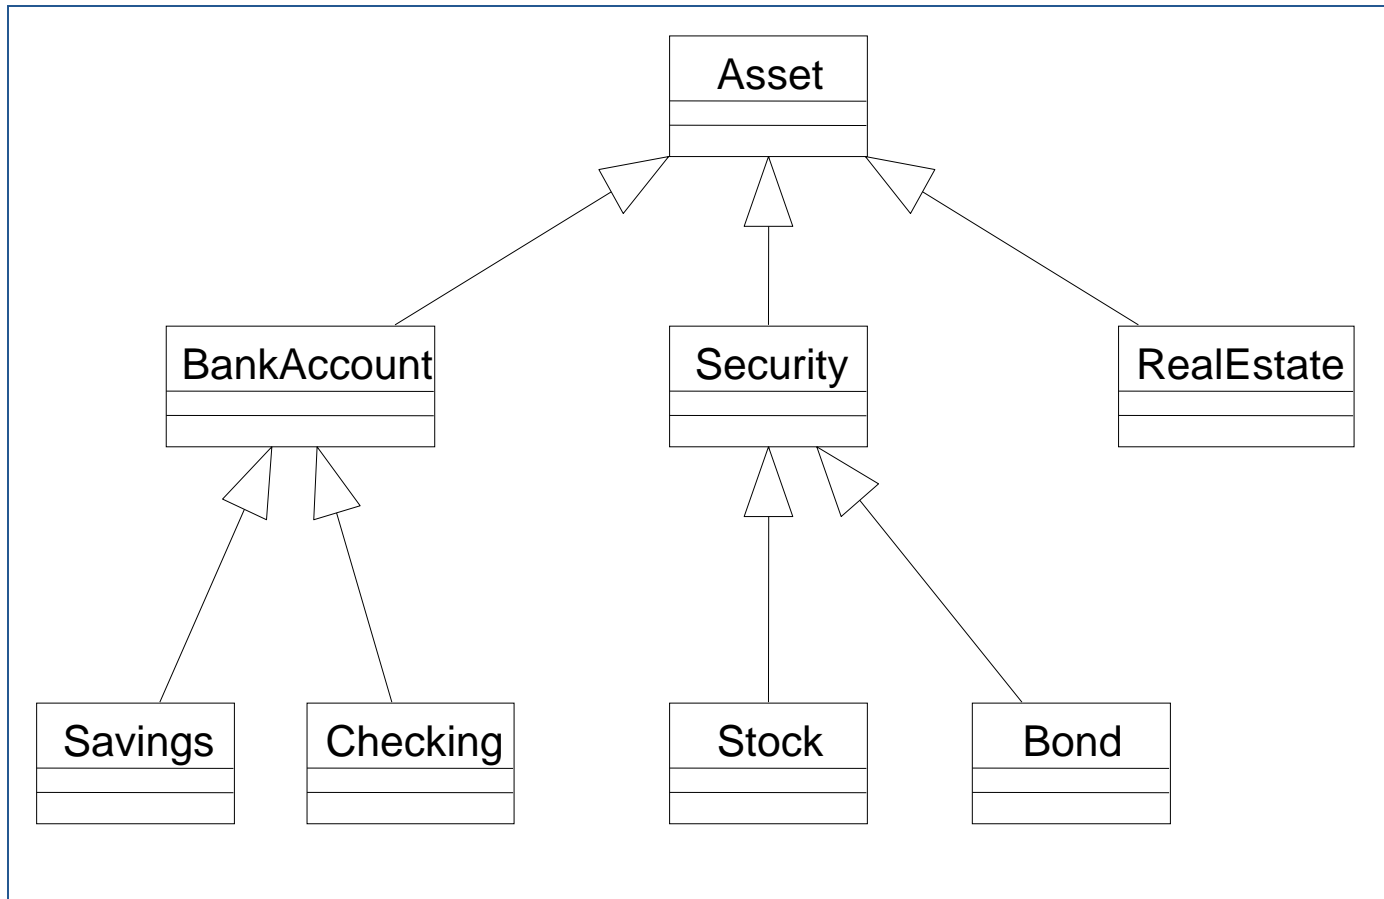 Asset
BankAccount
Security
RealEstate
Savings
Checking
Stock
Bond